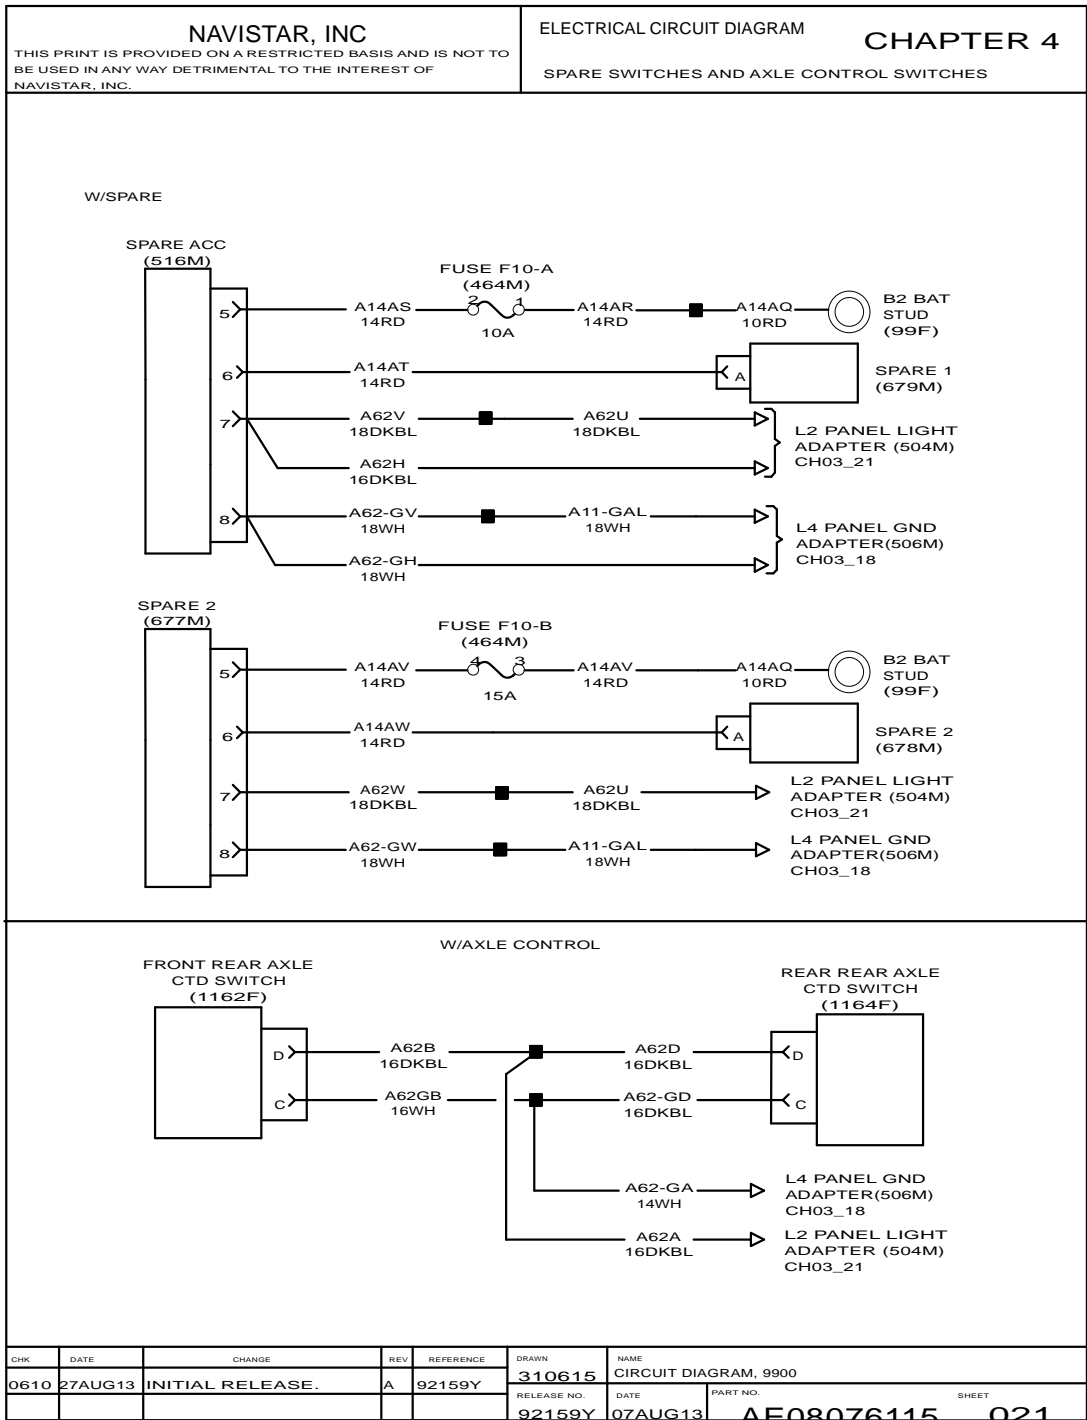 NAVISTAR, INC
THIS PRINT IS PROVIDED ON A RESTRICTED BASIS AND IS NOT TO
BE USED IN ANY WAY DETRIMENTAL TO THE INTEREST OF
NAVISTAR, INC.
ELECTRICAL CIRCUIT DIAGRAM
CHAPTER 4
SPARE SWITCHES AND AXLE CONTROL SWITCHES
W/SPARE
SPARE ACC
(516M)
FUSE F10-A
(464M)
5
A14AS
14RD
2
1
10A
A14AR
14RD
A14AQ
10RD
B2 BAT
STUD
(99F)
6
A14AT
14RD
A
SPARE 1
(679M)
7
A62V
18DKBL
A62U
18DKBL
A62H
16DKBL
L2 PANEL LIGHT
ADAPTER (504M)
CH03_21
8
A62-GV
18WH
A11-GAL
18WH
A62-GH
18WH
L4 PANEL GND
ADAPTER(506M)
CH03_18
SPARE 2
(677M)
FUSE F10-B
(464M)
5
A14AV
14RD
4
3
15A
A14AV
14RD
A14AQ
10RD
B2 BAT
STUD
(99F)
6
A14AW
14RD
A
SPARE 2
(678M)
7
A62W
18DKBL
A62U
18DKBL
L2 PANEL LIGHT
ADAPTER (504M)
CH03_21
8
A62-GW
18WH
A11-GAL
18WH
L4 PANEL GND
ADAPTER(506M)
CH03_18
W/AXLE CONTROL
FRONT REAR AXLE
CTD SWITCH
(1162F)
REAR REAR AXLE
CTD SWITCH
(1164F)
D
A62B
16DKBL
A62D
16DKBL
D
C
A62GB
16WH
A62-GD
16DKBL
C
A62-GA
14WH
L4 PANEL GND
ADAPTER(506M)
CH03_18
A62A
16DKBL
L2 PANEL LIGHT
ADAPTER (504M)
CH03_21
CHK DATE CHANGE REV REFERENCE
0610 27AUG13 INITIAL RELEASE. A 92159Y
DRAWN
310615
NAME
CIRCUIT DIAGRAM, 9900
RELEASE NO.
92159Y
DATE
07AUG13
PART NO.
AE08076115
SHEET
021